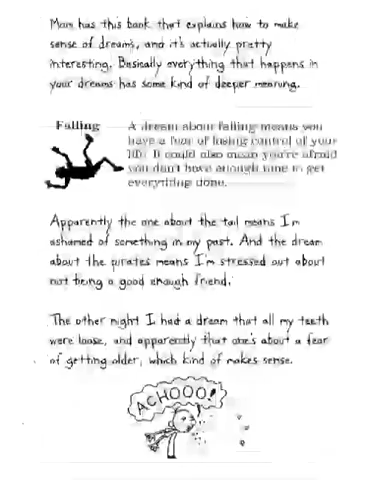 Mom has this book that explains how to make
sense of dreams, and it's actually pretty
interesting. Basically everything that happens in
your dreams has some kind of deeper meaning.
Falling
A dream about falling means you
have a fear of losing control of your
life. It could also mean you're afraid
you don't have enough time to get
everything done.
Apparently the one about the tail means I'm
ashamed of something in my past. And the dream
about the pirates means I'm stressed out about
not being a good enough friend.
The other night I had a dream that all my teeth
were loose, and apparently that one's about a fear
of getting older, which kind of makes sense.
ACHOOO!